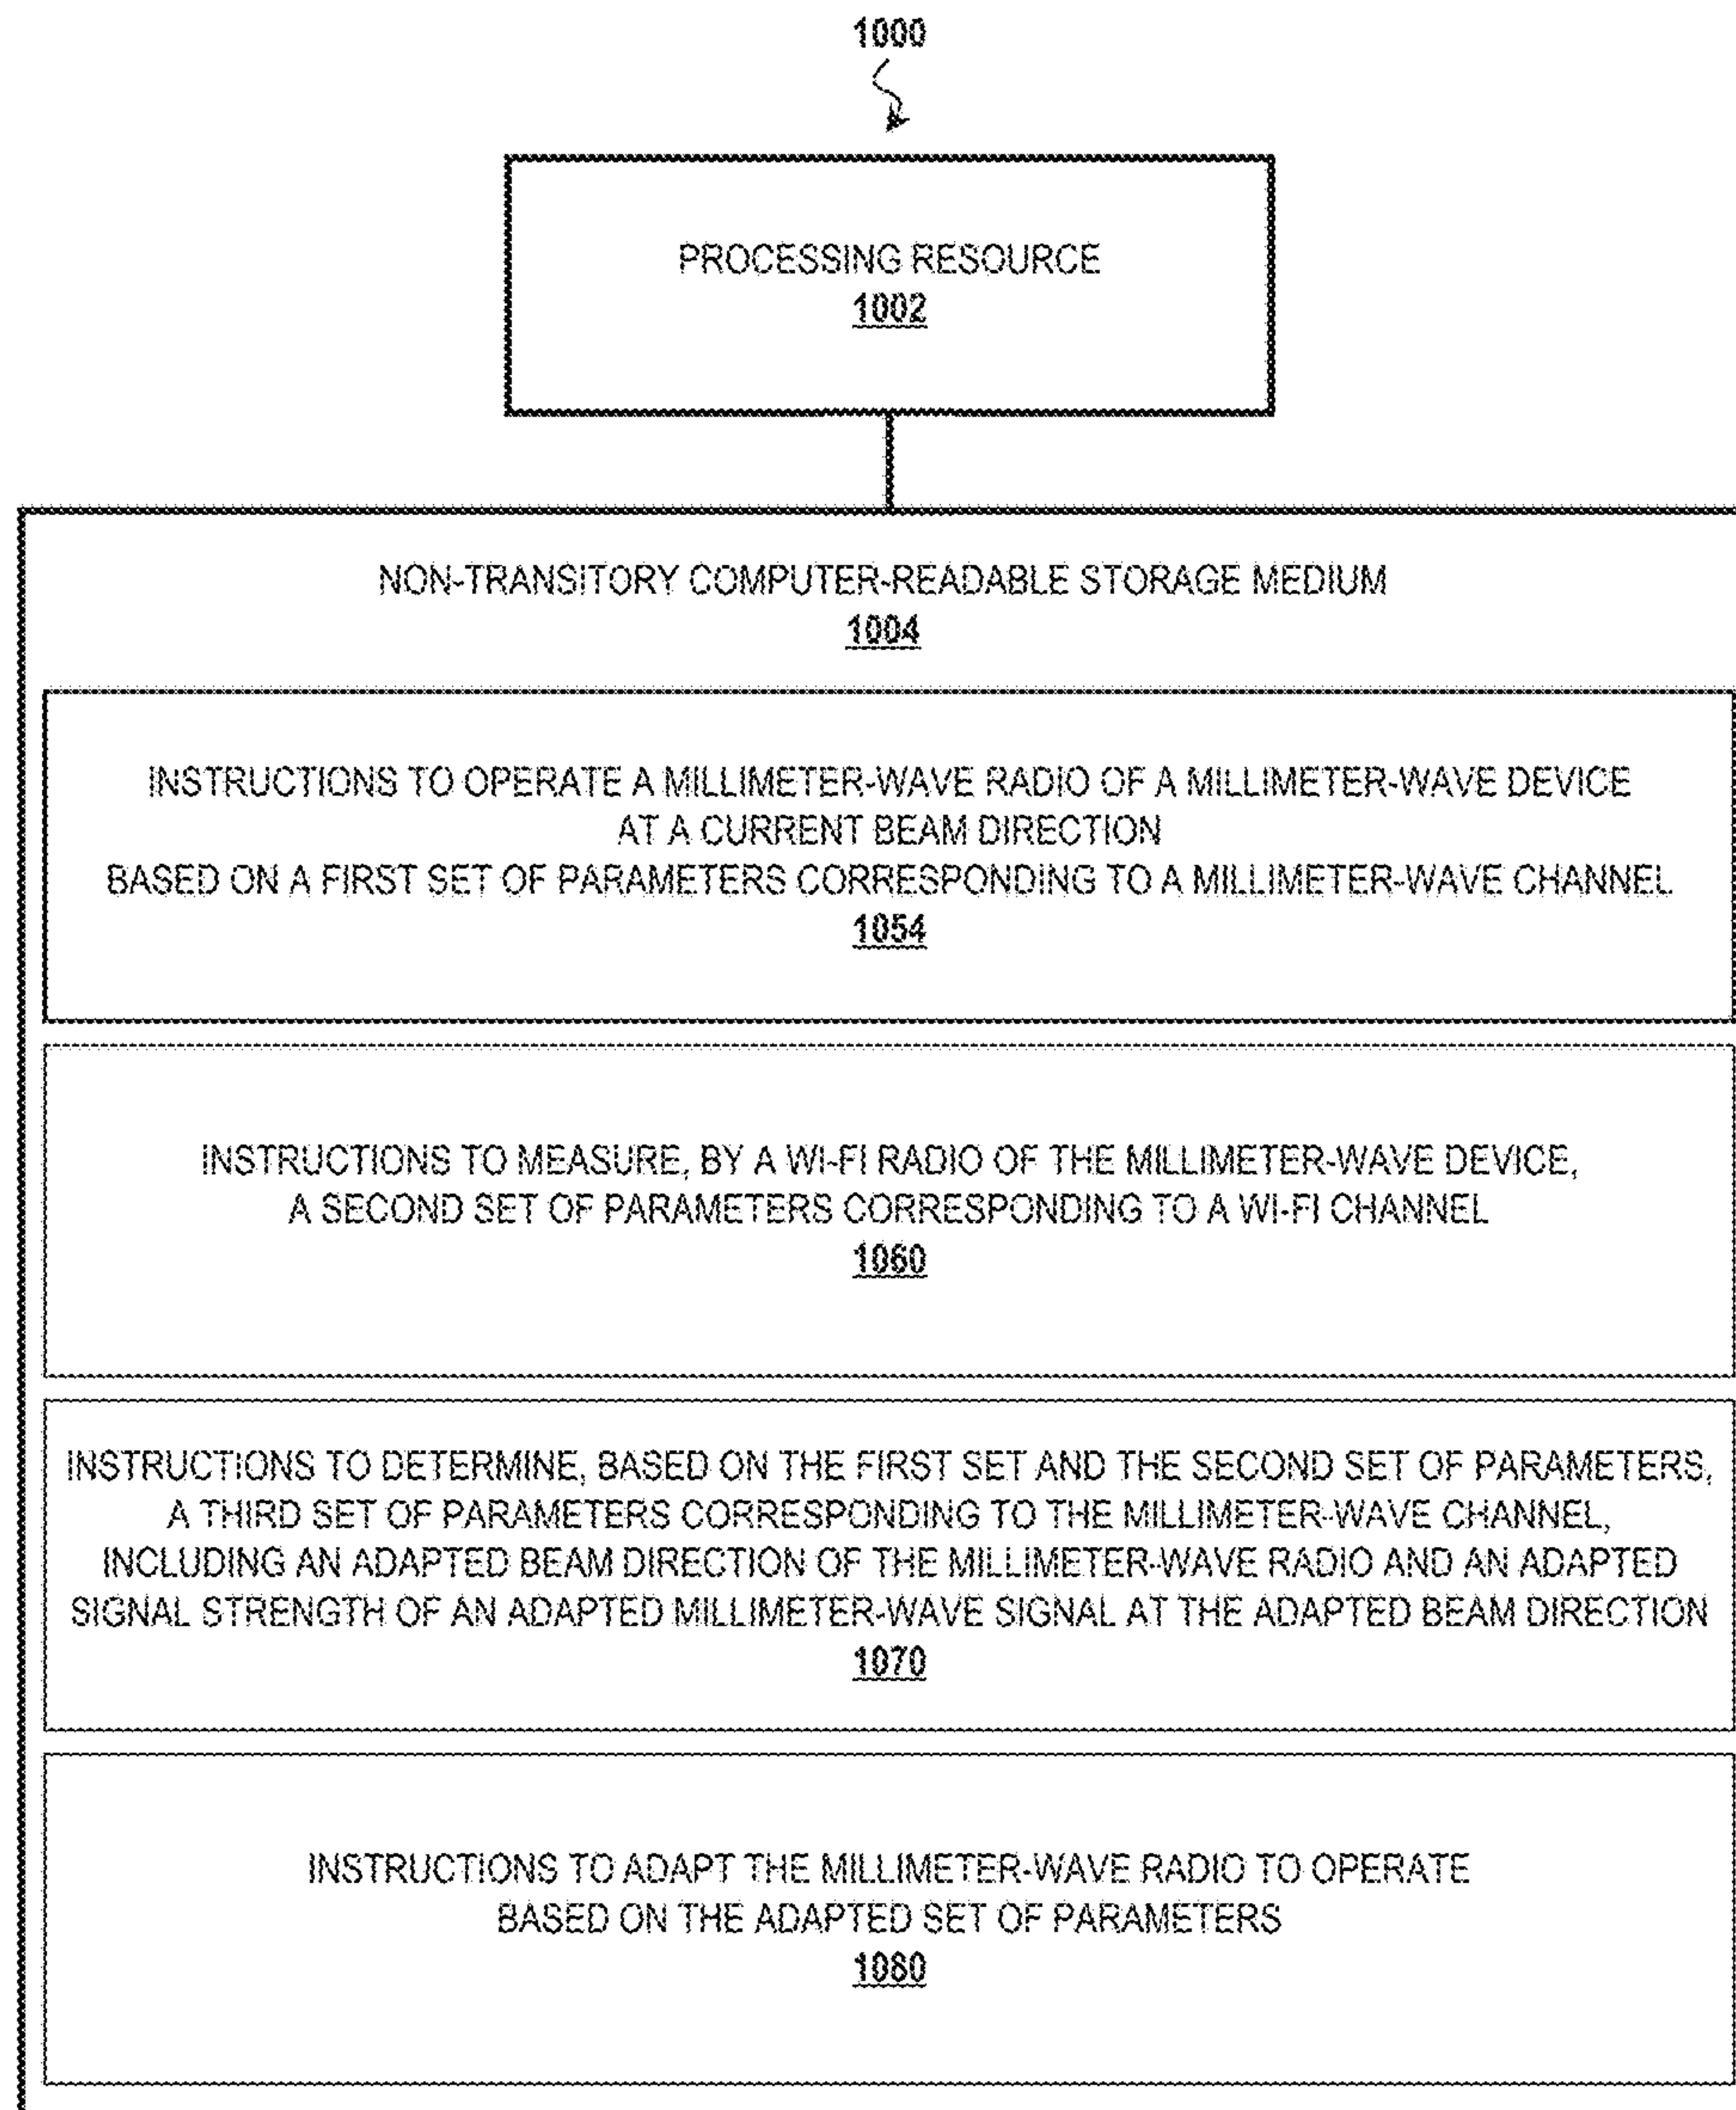 1000
PROCESSING RESOURCE
1002
NON-TRANSITORY COMPUTER-READABLE STORAGE MEDIUM
1004
INSTRUCTIONS TO OPERATE A MILLIMETER-WAVE RADIO OF A MILLIMETER-WAVE DEVICE
AT A CURRENT BEAM DIRECTION
BASED ON A FIRST SET OF PARAMETERS CORRESPONDING TO A MILLIMETER-WAVE CHANNEL
1054
INSTRUCTIONS TO MEASURE, BY A WI-FI RADIO OF THE MILLIMETER-WAVE DEVICE,
A SECOND SET OF PARAMETERS CORRESPONDING TO A WI-FI CHANNEL
1060
INSTRUCTIONS TO DETERMINE, BASED ON THE FIRST SET AND THE SECOND SET OF PARAMETERS,
A THIRD SET OF PARAMETERS CORRESPONDING TO THE MILLIMETER-WAVE CHANNEL,
INCLUDING AN ADAPTED BEAM DIRECTION OF THE MILLIMETER-WAVE RADIO AND AN ADAPTED
SIGNAL STRENGTH OF AN ADAPTED MILLIMETER-WAVE SIGNAL AT THE ADAPTED BEAM DIRECTION
1070
INSTRUCTIONS TO ADAPT THE MILLIMETER-WAVE RADIO TO OPERATE
BASED ON THE ADAPTED SET OF PARAMETERS
1080